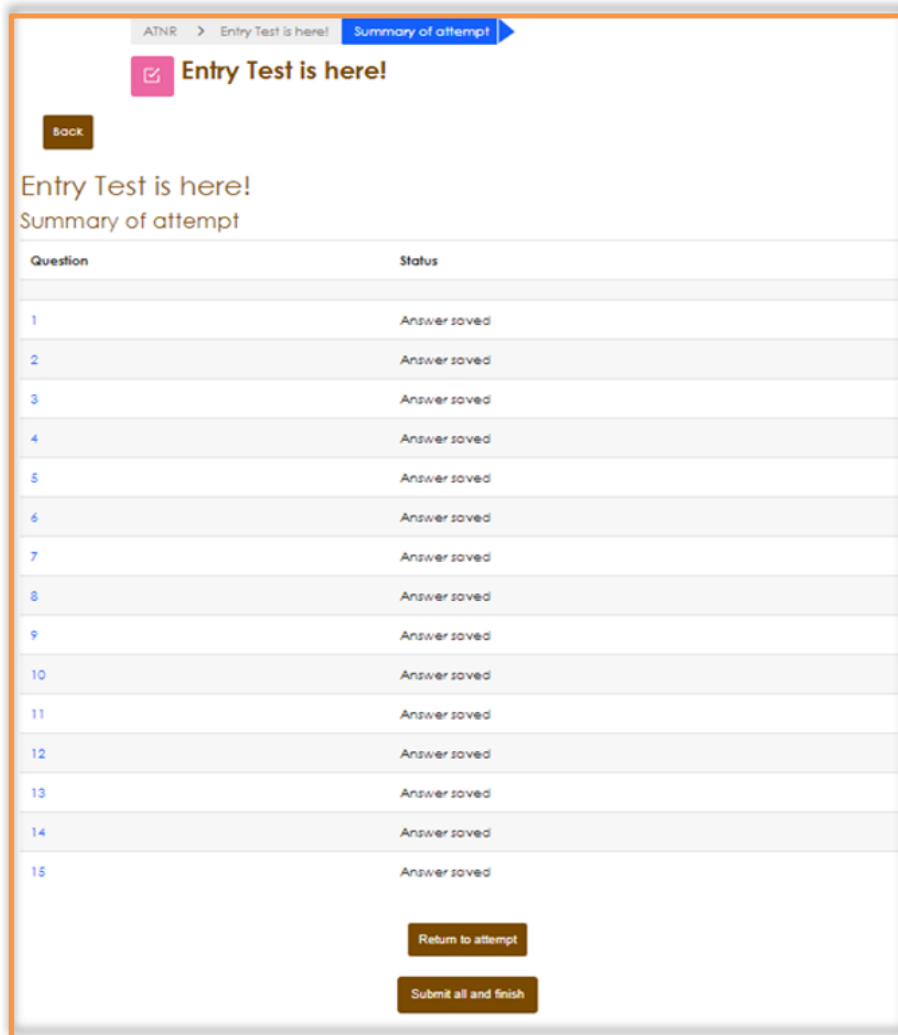 ATNR > Entry Test is here! Summary of attempt
Entry Test is here!
Back
Entry Test is here!
Summary of attempt
Question Status
1 Answer saved
2 Answer saved
3 Answer saved
4 Answer saved
5 Answer saved
6 Answer saved
7 Answer saved
8 Answer saved
9 Answer saved
10 Answer saved
11 Answer saved
12 Answer saved
13 Answer saved
14 Answer saved
15 Answer saved
Return to attempt
Submit all and finish